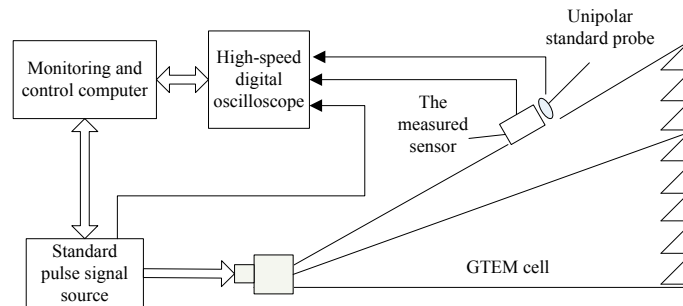 Monitoring and
control computer
High-speed
digital
oscilloscope
Unipolar
standard probe
The
measured
sensor
Standard
pulse signal
source
GTEM cell